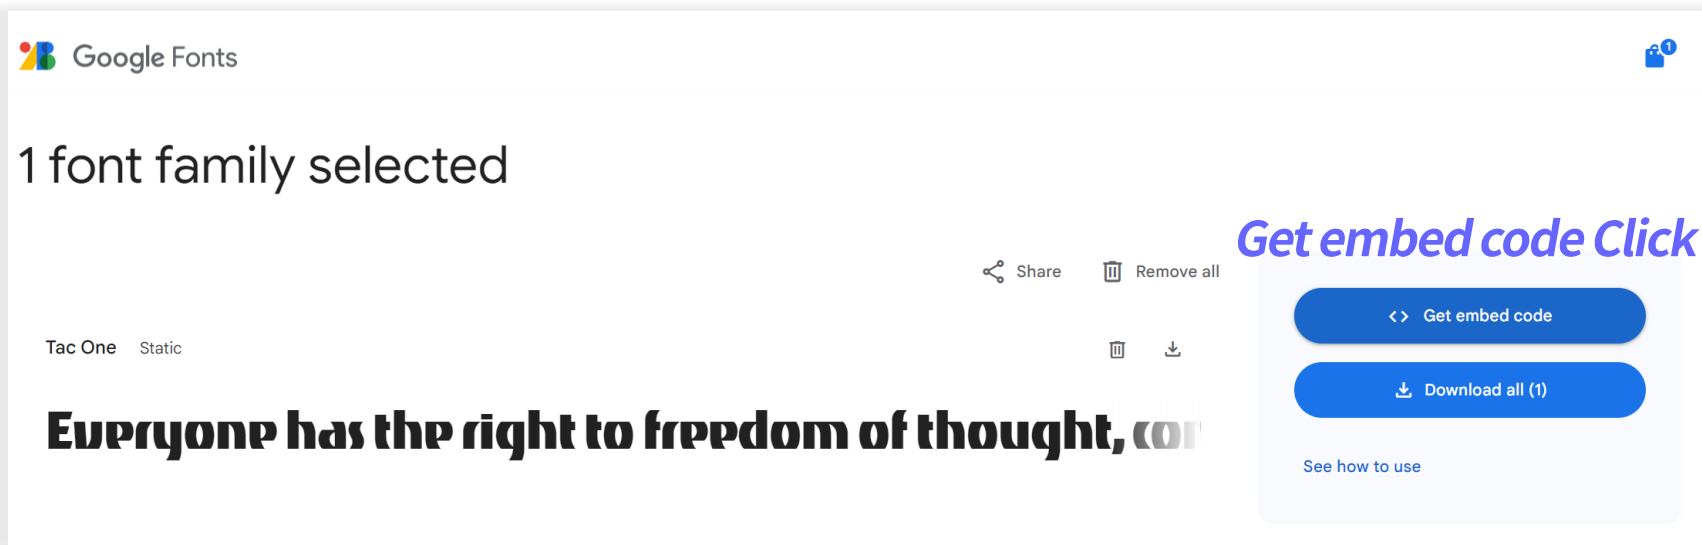 Google Fonts
1
1 font family selected
Get embed code Click
Share
Remove all
Get embed code
Tac One
Static
Download all (1)
Everyone has the right to freedom of thought, con
See how to use